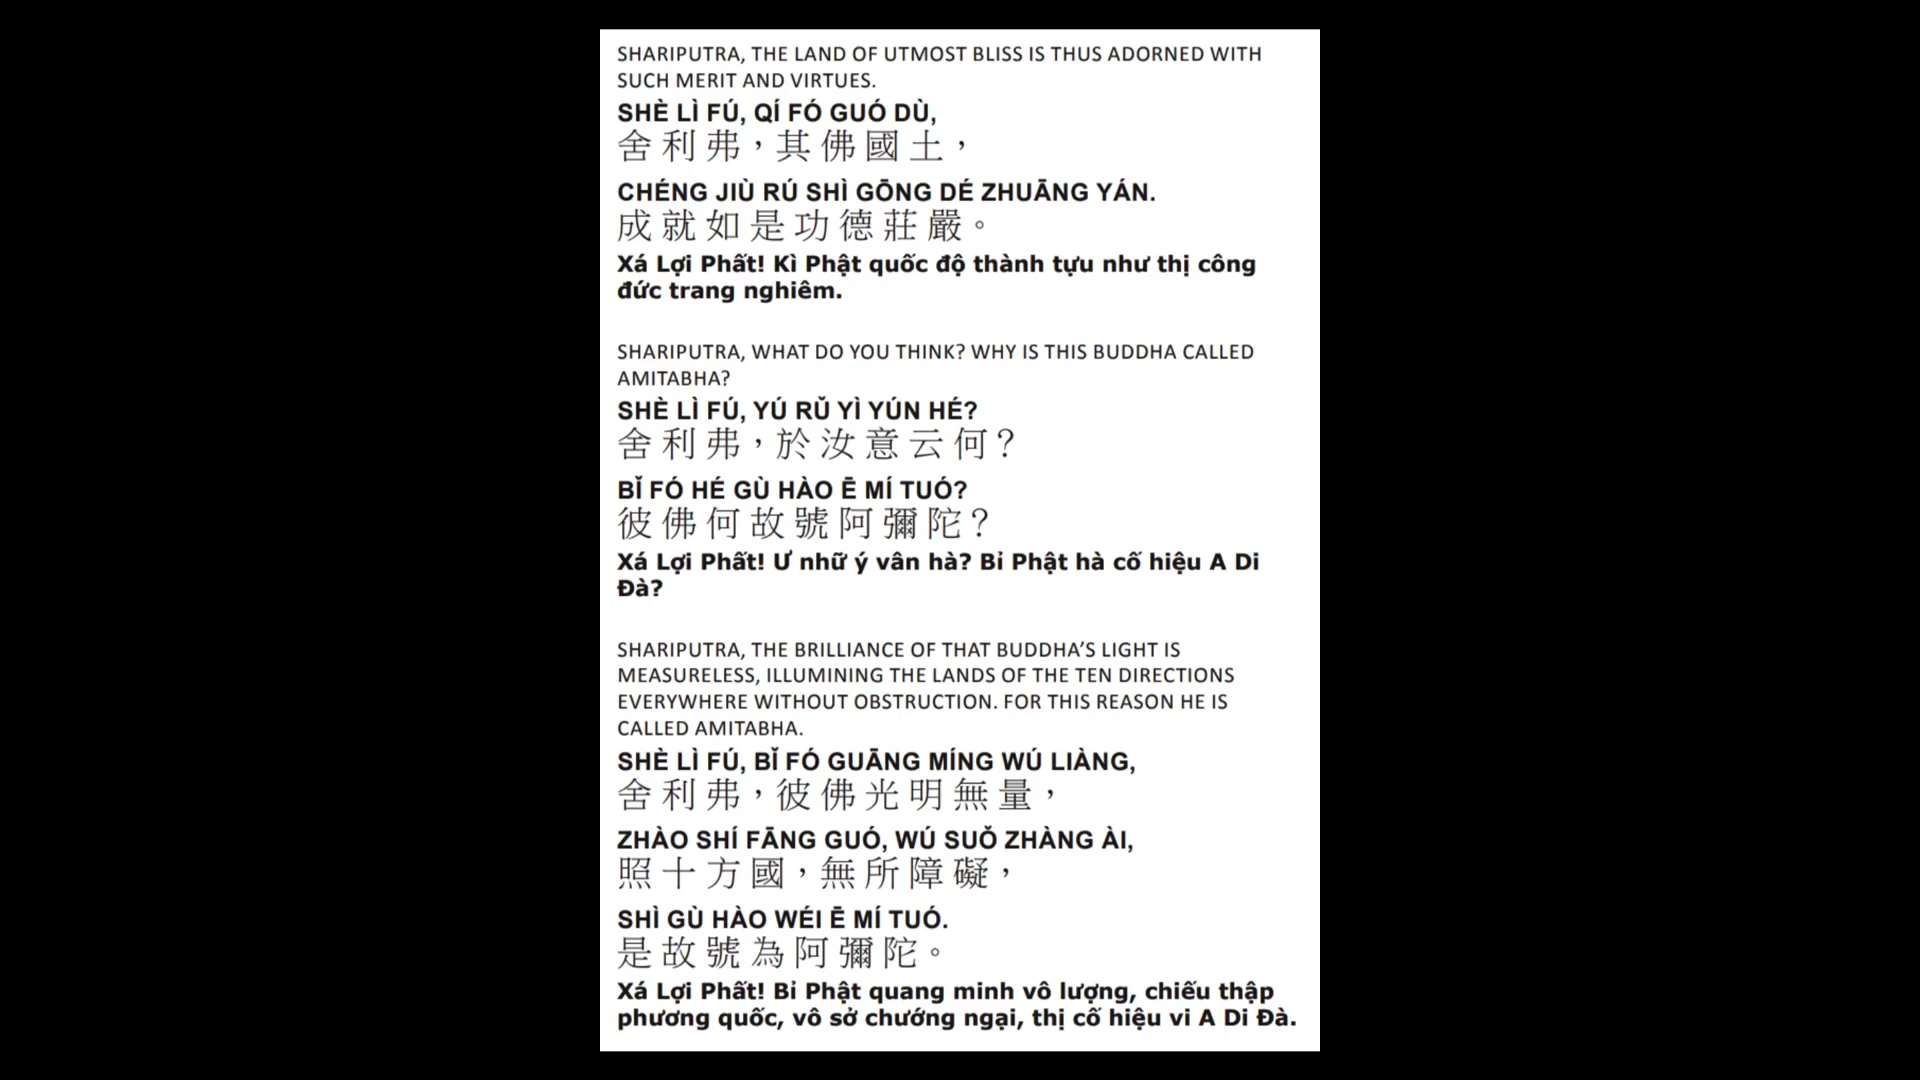 SHARIPUTRA, THE LAND OF UTMOST BLISS IS THUS ADORNED WITH
SUCH MERIT AND VIRTUES.
SHÈ LÌ FÚ, QÍ FÓ GUÓ DÙ,
舍利弗，其佛國土，
CHÉNG JIÙ RÚ SHÌ GŌNG DÉ ZHUĀNG YÁN.
成就如是功德莊嚴。
Xá Lợi Phất! Kì Phật quốc độ thành tựu như thị công
đức trang nghiêm.
SHARIPUTRA, WHAT DO YOU THINK? WHY IS THIS BUDDHA CALLED
AMITABHA?
SHÈ LÌ FÚ, YÚ RǓ YÌ YÚN HÉ?
舍利弗，於汝意云何？
BǏ FÓ HÉ GÙ HÀO Ē MÍ TUÓ?
彼佛何故號阿彌陀？
Xá Lợi Phất! Ư nhữ ý vân hà? Bỉ Phật hà cố hiệu A Di
Đà?
SHARIPUTRA, THE BRILLIANCE OF THAT BUDDHA’S LIGHT IS
MEASURELESS, ILLUMINING THE LANDS OF THE TEN DIRECTIONS
EVERYWHERE WITHOUT OBSTRUCTION. FOR THIS REASON HE IS
CALLED AMITABHA.
SHÈ LÌ FÚ, BǏ FÓ GUĀNG MÍNG WÚ LIÀNG,
舍利弗，彼佛光明無量，
ZHÀO SHÍ FĀNG GUÓ, WÚ SUǑ ZHÀNG ÀI,
照十方國，無所障礙，
SHÌ GÙ HÀO WÉI Ē MÍ TUÓ.
是故號為阿彌陀。
Xá Lợi Phất! Bỉ Phật quang minh vô lượng, chiếu thập
phương quốc, vô sở chướng ngại, thị cố hiệu vi A Di Đà.